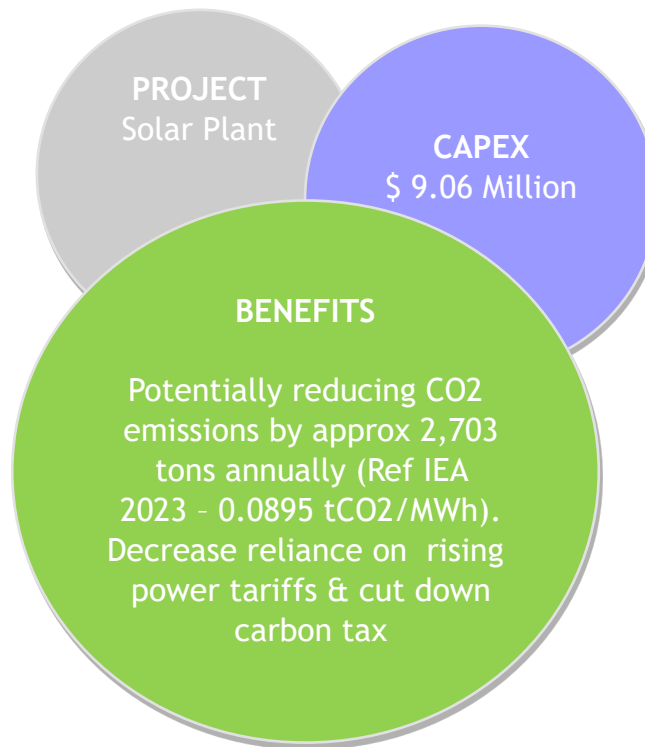 PROJECT
Solar Plant
CAPEX
$ 9.06 Million
BENEFITS
Potentially reducing CO2
emissions by approx 2,703
tons annually (Ref IEA
2023 – 0.0895 tCO2/MWh).
Decrease reliance on rising
power tariffs & cut down
carbon tax